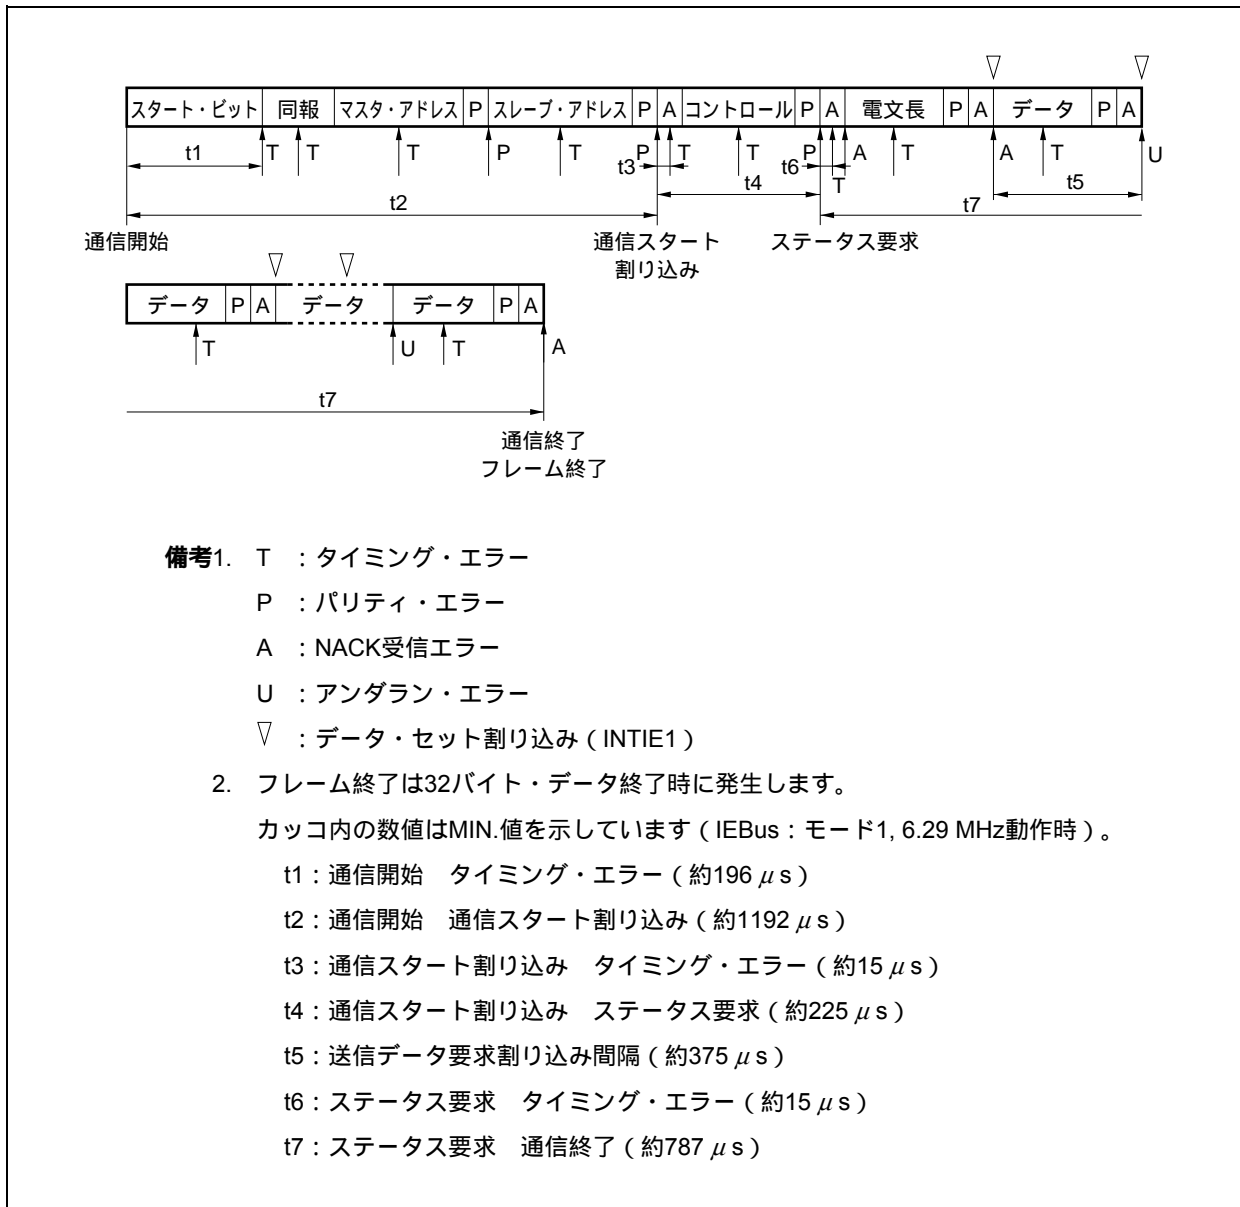 スタート・ビット 同報 マスタ・アドレス P スレーブ・アドレス P A コントロール P A 電文長 P A データ P A
t1 T T T P T P t3 T T P t6 T A T A T U
t4 t5
t2 t7
通信開始 通信スタート ステータス要求
割り込み
データ P A データ データ P A
T U T A
t7
通信終了
フレーム終了
備考1. T :タイミング・エラー
P :パリティ・エラー
A :NACK受信エラー
U :アンダラン・エラー
▽ :データ・セット割り込み(INTIE1)
2. フレーム終了は32バイト・データ終了時に発生します。
カッコ内の数値はMIN.値を示しています(IEBus:モード1, 6.29 MHz動作時)。
t1:通信開始 タイミング・エラー(約196 μs)
t2:通信開始 通信スタート割り込み(約1192 μs)
t3:通信スタート割り込み タイミング・エラー(約15 μs)
t4:通信スタート割り込み ステータス要求(約225 μs)
t5:送信データ要求割り込み間隔(約375 μs)
t6:ステータス要求 タイミング・エラー(約15 μs)
t7:ステータス要求 通信終了(約787 μs)